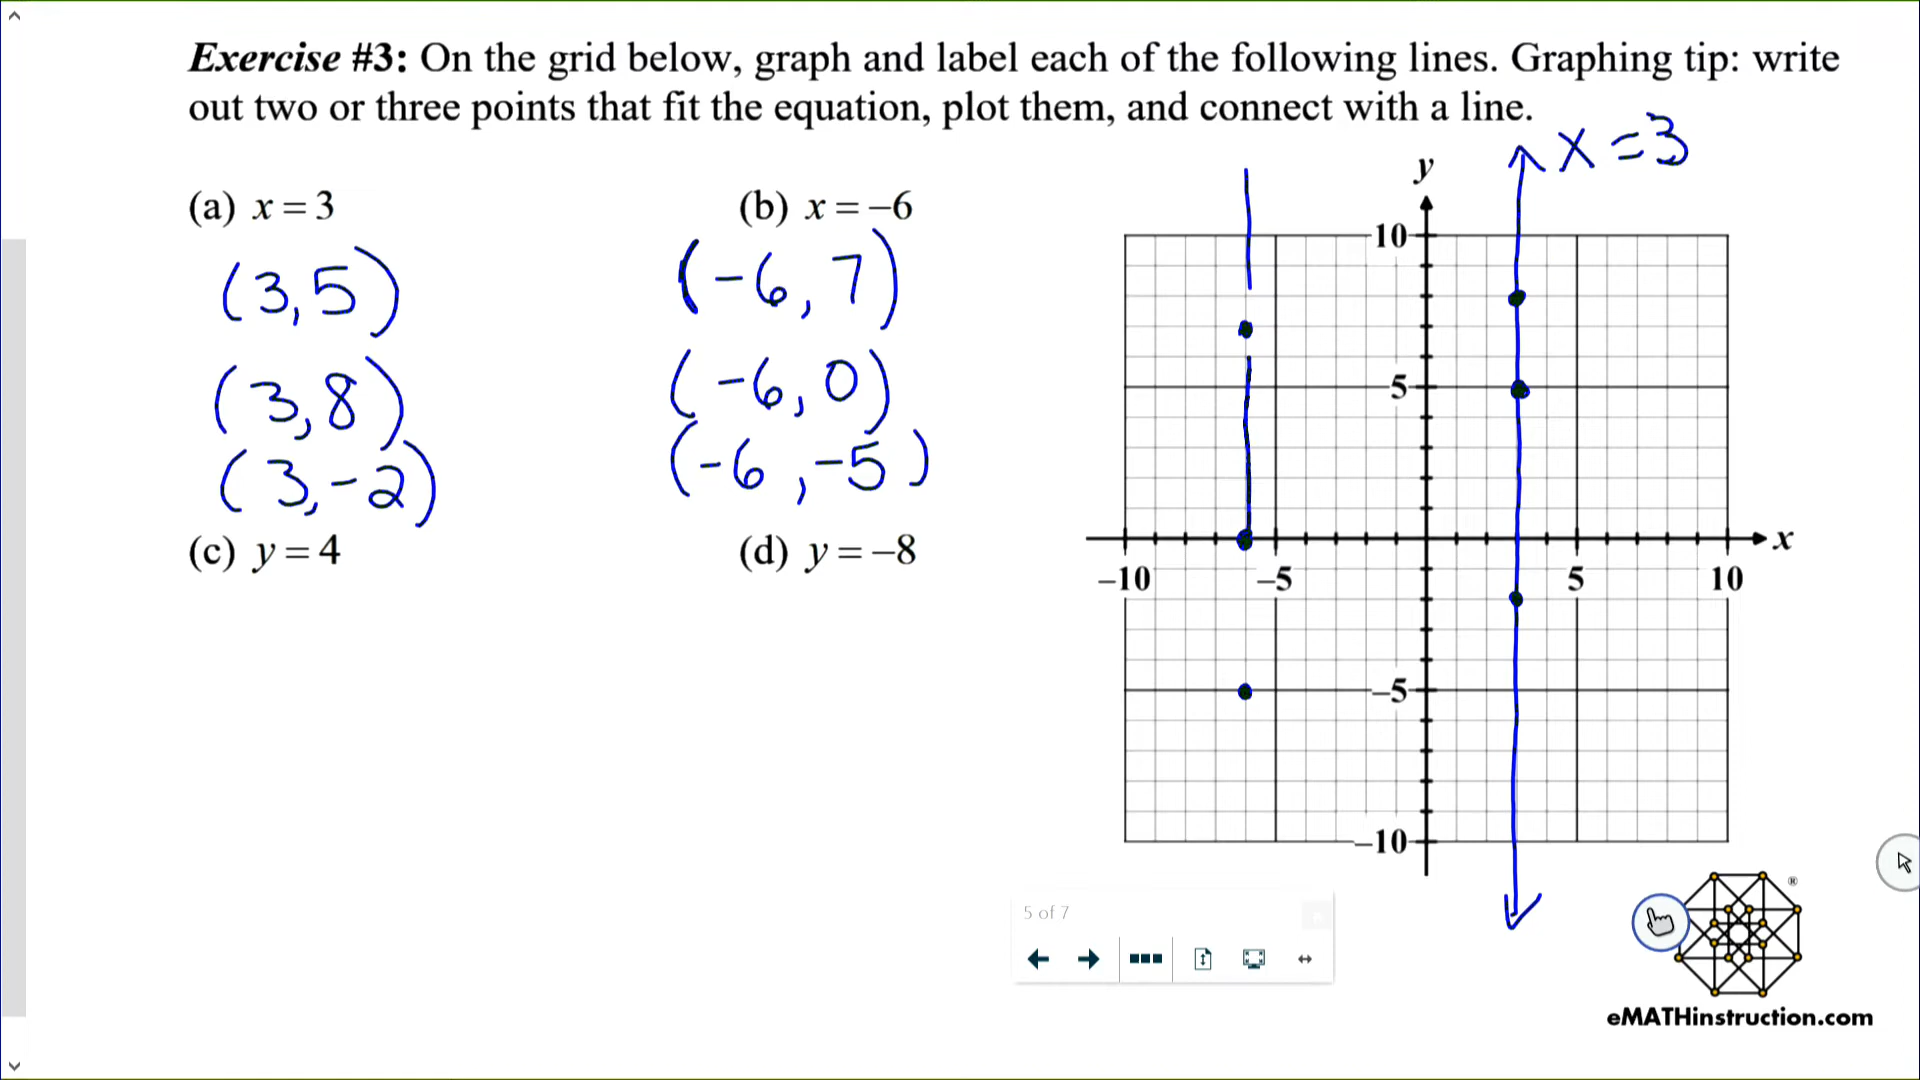 Exercise #3: On the grid below, graph and label each of the following lines. Graphing tip: write
out two or three points that fit the equation, plot them, and connect with a line.
(a) x = 3
(3,5)
(3,8)
(3,-2)
(b) x = −6
(-6,7)
(-6,0)
(-6,-5)
(c) y = 4
(d) y = −8
x = 3
y
10
5
x
−10
−5
5
10
−5
−10
5 of 7
®
eMATHinstruction.com